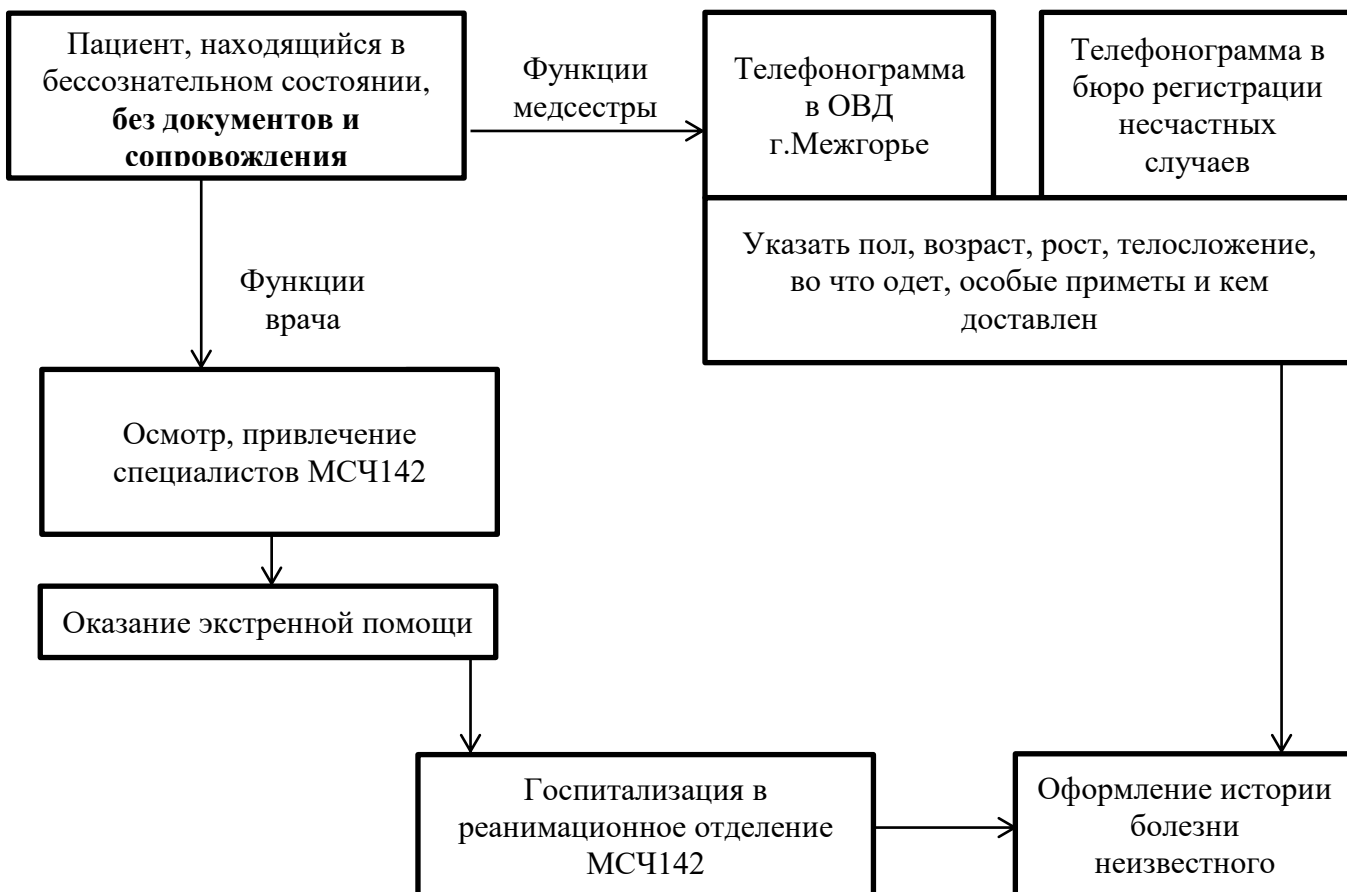 Пациент, находящийся в
бессознательном состоянии,
без документов и
сопровождения
Функции
медсестры
Телефонограмма
в ОВД
г.Межгорье
Телефонограмма в
бюро регистрации
несчастных
случаев
Указать пол, возраст, рост, телосложение,
во что одет, особые приметы и кем
доставлен
Функции
врача
Осмотр, привлечение
специалистов МСЧ142
Оказание экстренной помощи
Госпитализация в
реанимационное отделение
МСЧ142
Оформление истории
болезни
неизвестного